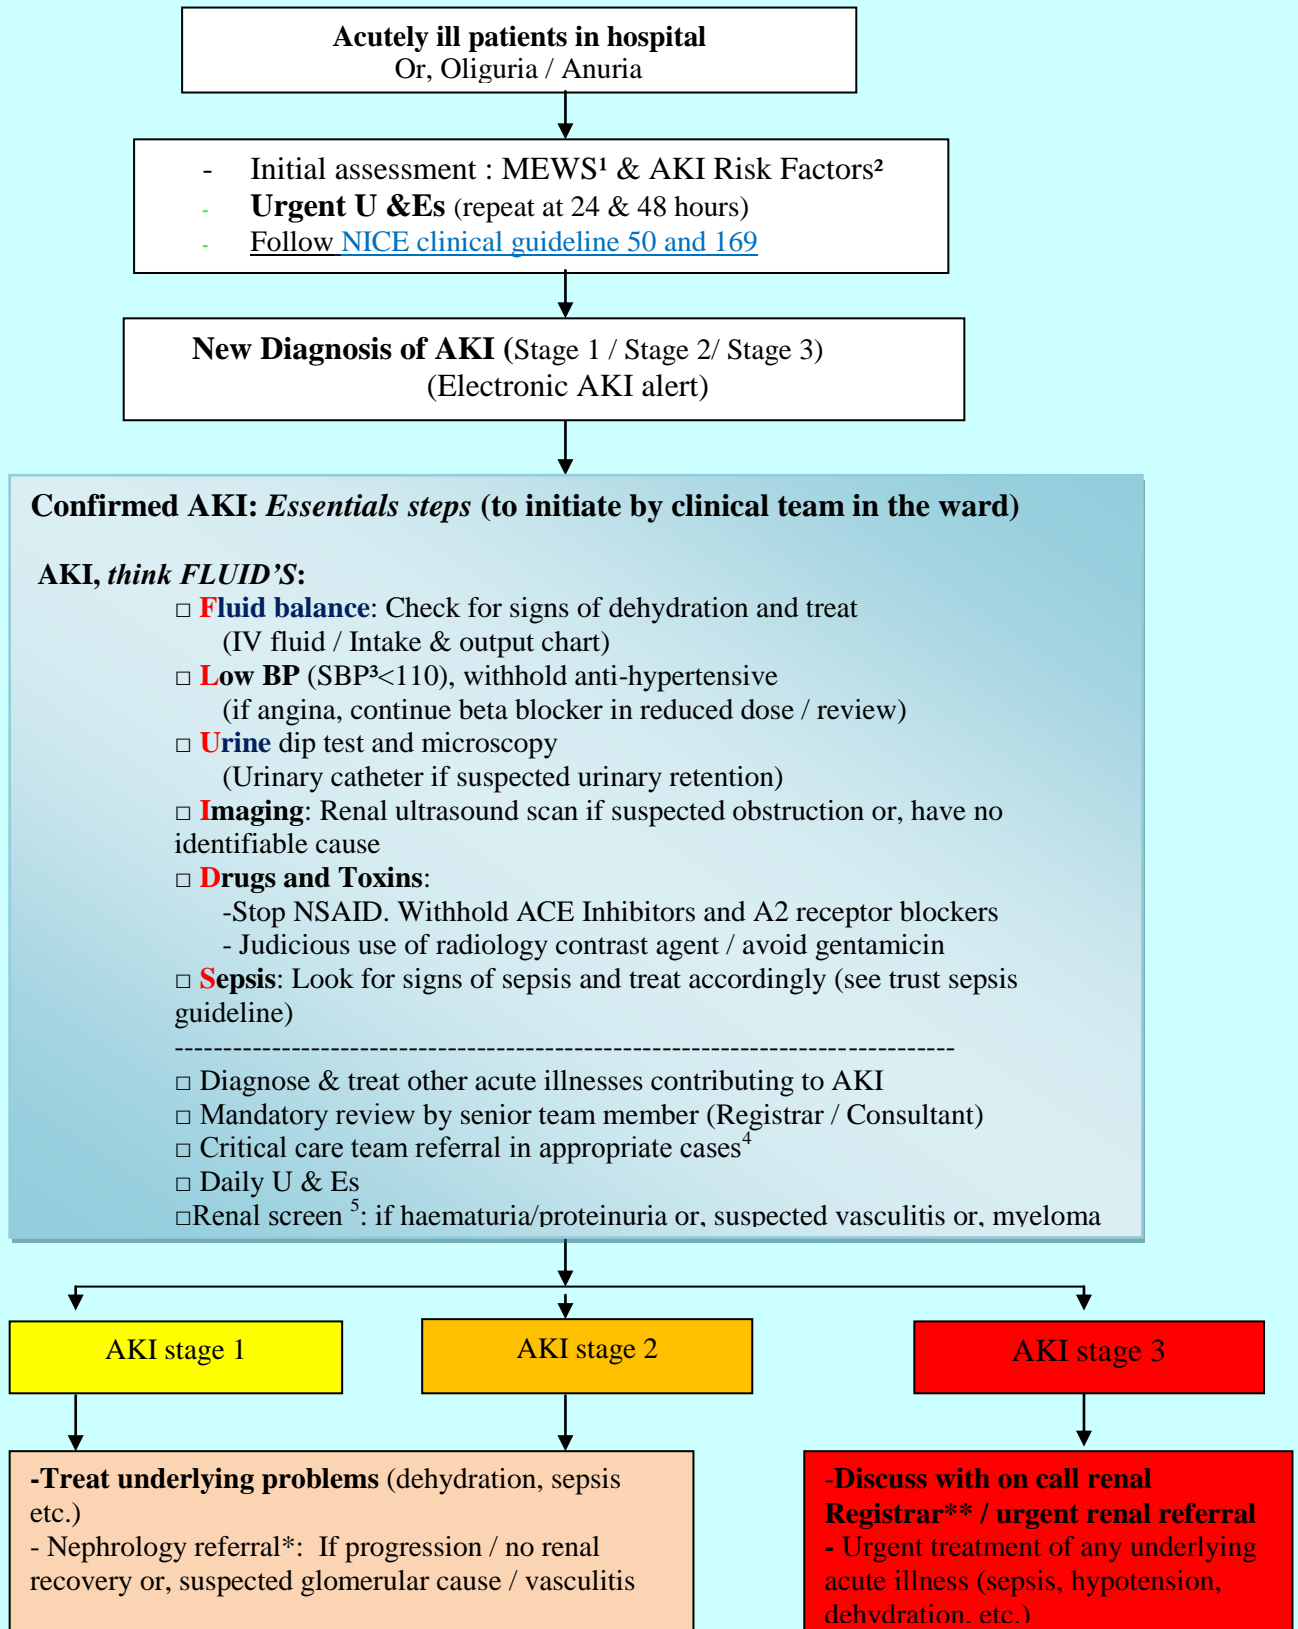 Acutely ill patients in hospital
Or, Oliguria / Anuria
- Initial assessment : MEWS¹ & AKI Risk Factors²
- Urgent U &Es (repeat at 24 & 48 hours)
- Follow NICE clinical guideline 50 and 169
New Diagnosis of AKI (Stage 1 / Stage 2/ Stage 3)
(Electronic AKI alert)
Confirmed AKI: Essentials steps (to initiate by clinical team in the ward)
AKI, think FLUID’S:
□ Fluid balance: Check for signs of dehydration and treat
(IV fluid / Intake & output chart)
□ Low BP (SBP³<110), withhold anti-hypertensive
(if angina, continue beta blocker in reduced dose / review)
□ Urine dip test and microscopy
(Urinary catheter if suspected urinary retention)
□ Imaging: Renal ultrasound scan if suspected obstruction or, have no
identifiable cause
□ Drugs and Toxins:
-Stop NSAID. Withhold ACE Inhibitors and A2 receptor blockers
- Judicious use of radiology contrast agent / avoid gentamicin
□ Sepsis: Look for signs of sepsis and treat accordingly (see trust sepsis
guideline)
--------------------------------------------------------------------------------
□ Diagnose & treat other acute illnesses contributing to AKI
□ Mandatory review by senior team member (Registrar / Consultant)
□ Critical care team referral in appropriate cases⁴
□ Daily U & Es
□Renal screen ⁵: if haematuria/proteinuria or, suspected vasculitis or, myeloma
AKI stage 1
AKI stage 2
AKI stage 3
-Treat underlying problems (dehydration, sepsis
etc.)
- Nephrology referral*: If progression / no renal
recovery or, suspected glomerular cause / vasculitis
-Discuss with on call renal
Registrar** / urgent renal referral
- Urgent treatment of any underlying
acute illness (sepsis, hypotension,
dehydration, etc.)